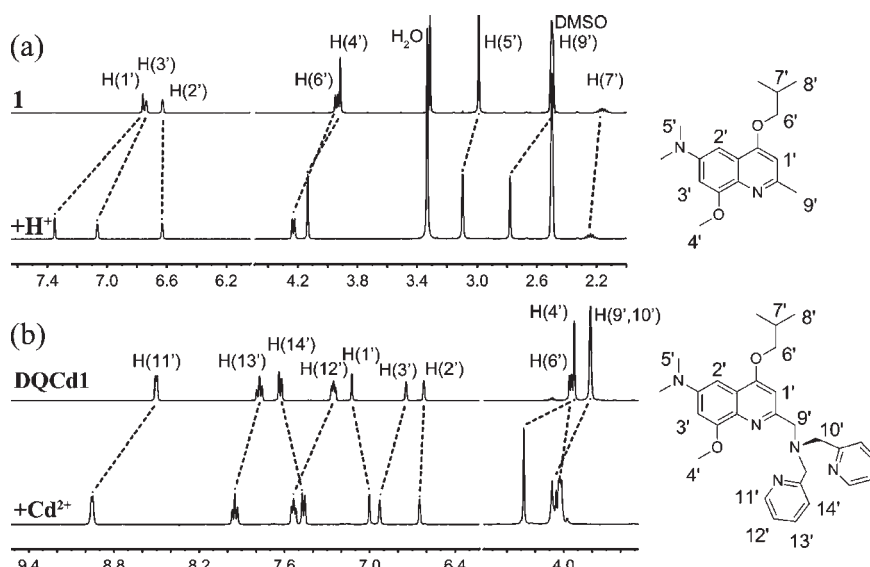 (a)
1
H(1')
H(3')
H(2')
H(6')
H(4')
H₂O
H(5')
DMSO
H(9')
H(7')
+H⁺
7.4 7.0 6.6 6.2 4.2 3.8 3.4 3.0 2.6 2.2
7'
8'
6'
O
5'
N
2'
1'
3'
N
9'
O
4'
(b)
DQCd1
H(11')
H(13')
H(14')
H(12')
H(1')
H(3')
H(2')
H(6')
H(4')
H(9',10')
+Cd²⁺
9.4 8.8 8.2 7.6 7.0 6.4 4.0
7'
8'
6'
O
5'
N
2'
1'
3'
N
9'
O
4'
N
10'
N
11'
N
14'
12'
13'